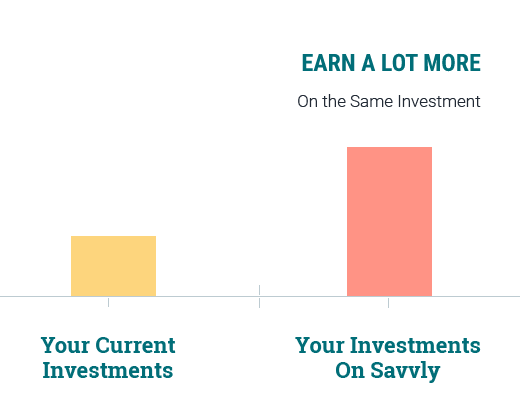 EARN A LOT MORE
On the Same Investment
Your Current
Investments
Your Investments
On Savvly